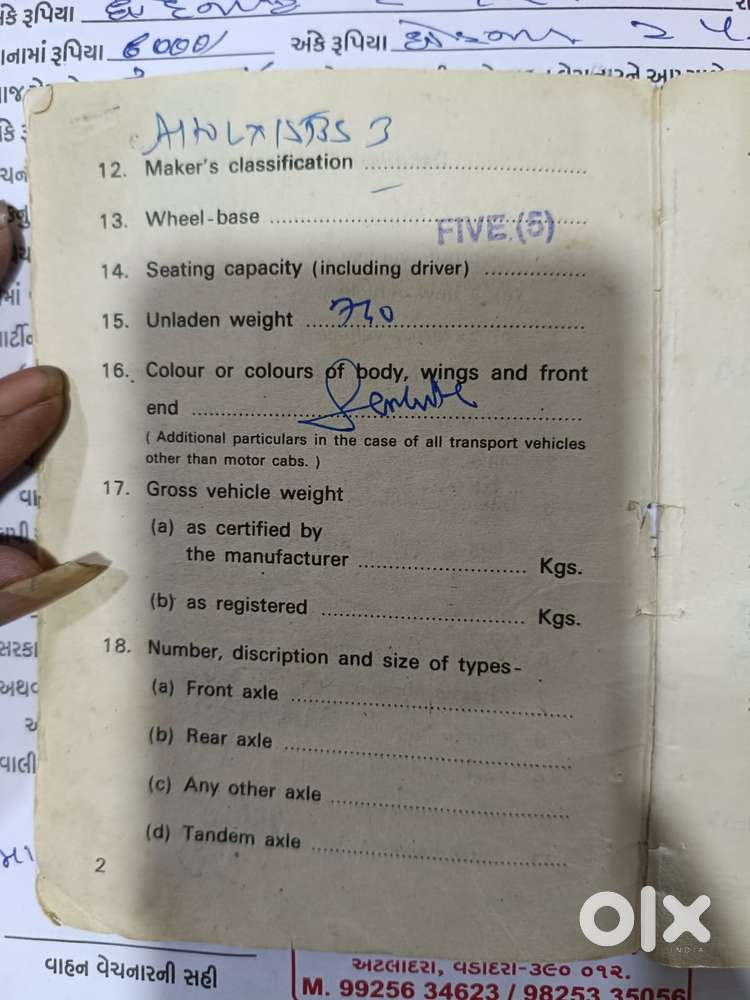 કે રૂપિયા
નામાં રૂપિયા 6000/ અંકે રૂપિયા
12. Maker's classification
13. Wheel-base
FIVE (5)
14. Seating capacity (including driver)
15. Unladen weight 740
16. Colour or colours of body, wings and front
end
( Additional particulars in the case of all transport vehicles
other than motor cabs. )
17. Gross vehicle weight
(a) as certified by
the manufacturer Kgs.
(b) as registered Kgs.
18. Number, discription and size of types-
(a) Front axle
(b) Rear axle
(c) Any other axle
(d) Tandem axle
2
olx
INDIA
વાહન વેચનારની સહી
અટલાદરા, વડોદરા-૩૯૦ ૦૧૨.
M. 99256 34623 / 98253 35056